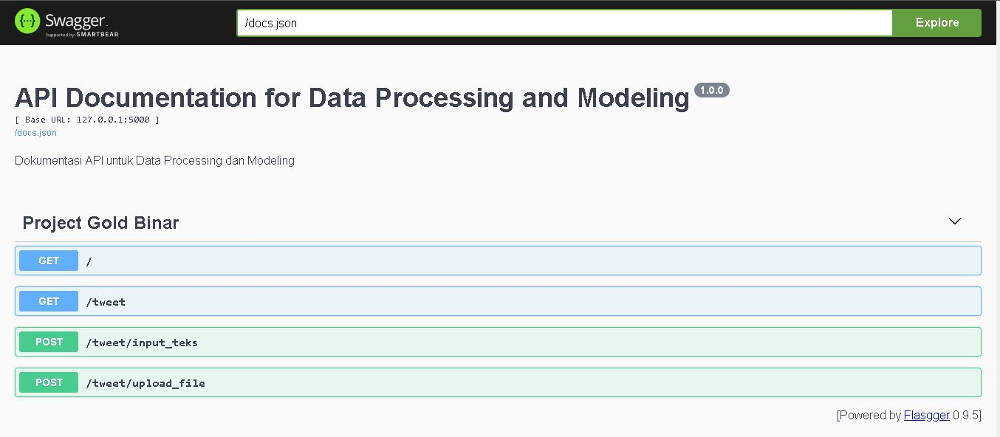 Swagger.
Supported by SMARTBEAR
/docs.json
Explore
API Documentation for Data Processing and Modeling 1.0.0
[ Base URL: 127.0.0.1:5000 ]
/docs.json
Dokumentasi API untuk Data Processing dan Modeling
Project Gold Binar
GET /
GET /tweet
POST /tweet/input_teks
POST /tweet/upload_file
[Powered by Flasgger 0.9.5]